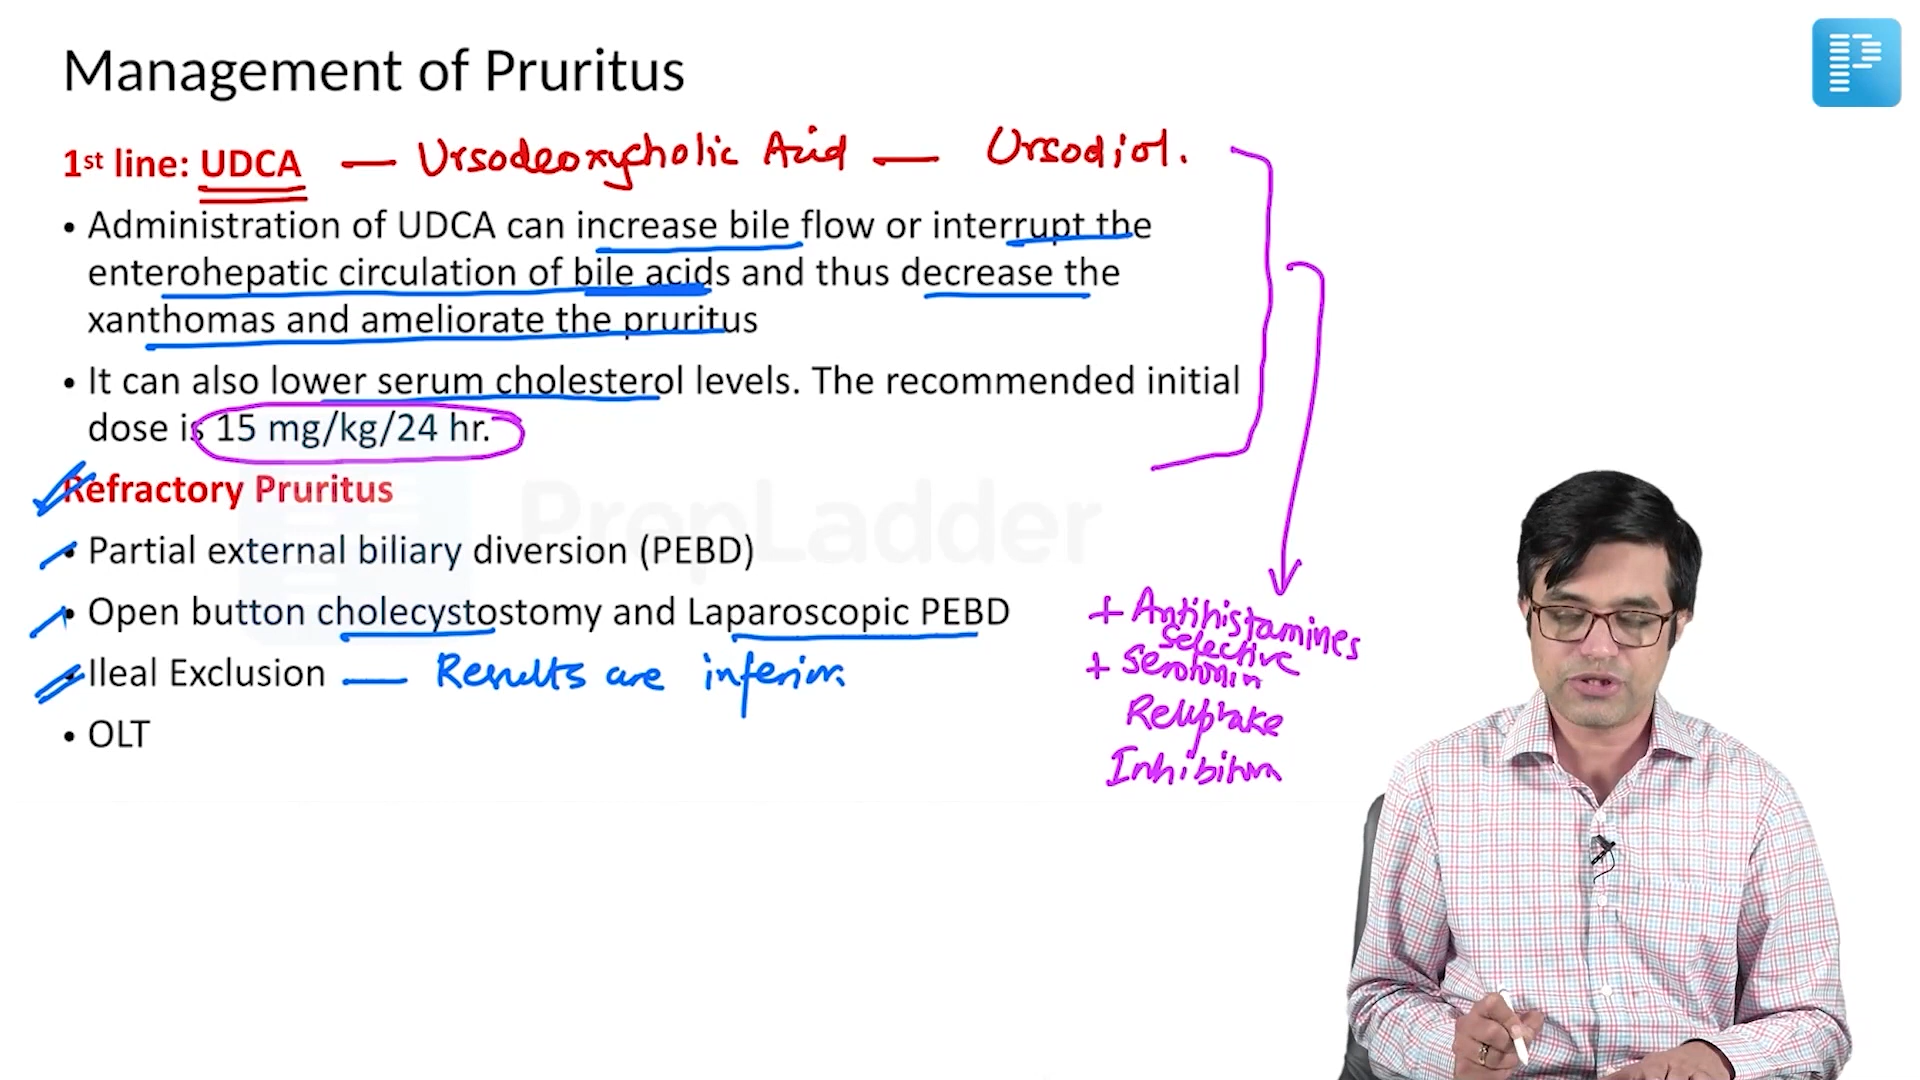 Management of Pruritus
1st line: UDCA — Ursodeoxycholic Acid — Ursodiol.
• Administration of UDCA can increase bile flow or interrupt the
enterohepatic circulation of bile acids and thus decrease the
xanthomas and ameliorate the pruritus
• It can also lower serum cholesterol levels. The recommended initial
dose is 15 mg/kg/24 hr.
Refractory Pruritus
PrepLadder
• Partial external biliary diversion (PEBD)
• Open button cholecystostomy and Laparoscopic PEBD
• Ileal Exclusion — Results are inferior.
• OLT
+ Antihistamines
selective
+ Serotonin
Reuptake
Inhibitors